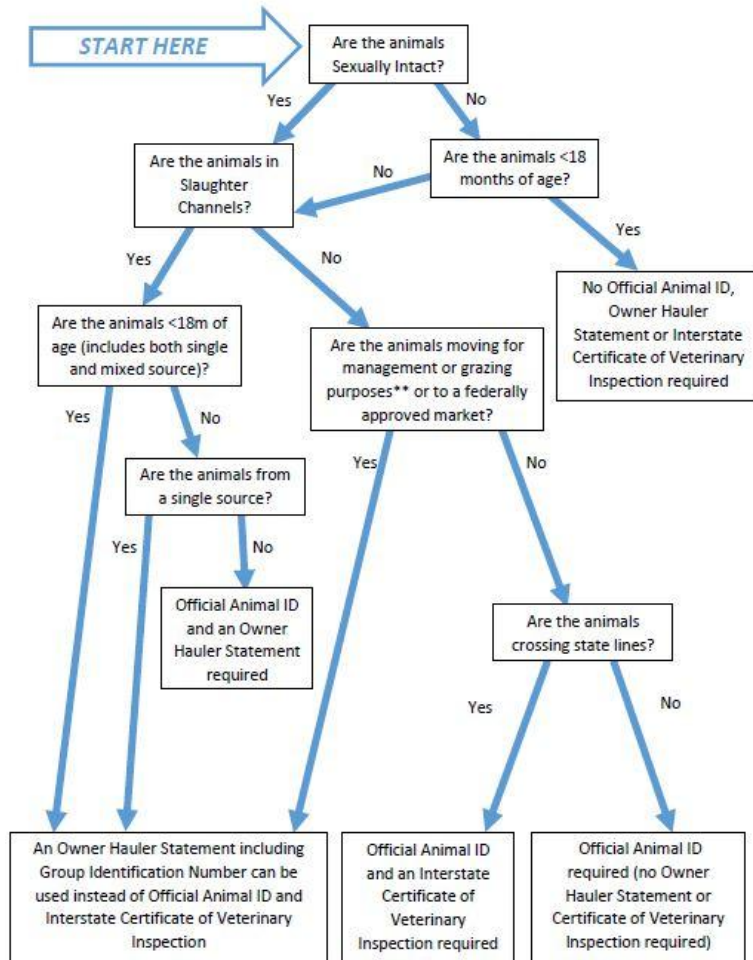 START HERE
Are the animals
Sexually Intact?
Yes
No
Are the animals in
Slaughter
Channels?
No
Are the animals <18
months of age?
Yes
No
Yes
Are the animals <18m of
age (includes both single
and mixed source)?
Are the animals moving for
management or grazing
purposes** or to a federally
approved market?
No Official Animal ID,
Owner Hauler
Statement or Interstate
Certificate of Veterinary
Inspection required
Yes
No
Are the animals from
a single source?
Yes
No
Yes
No
Official Animal ID
and an Owner
Hauler Statement
required
Are the animals
crossing state lines?
Yes
No
An Owner Hauler Statement including
Group Identification Number can be
used instead of Official Animal ID and
Interstate Certificate of Veterinary
Inspection
Official Animal ID
and an Interstate
Certificate of
Veterinary
Inspection required
Official Animal ID
required (no Owner
Hauler Statement or
Certificate of Veterinary
Inspection required)